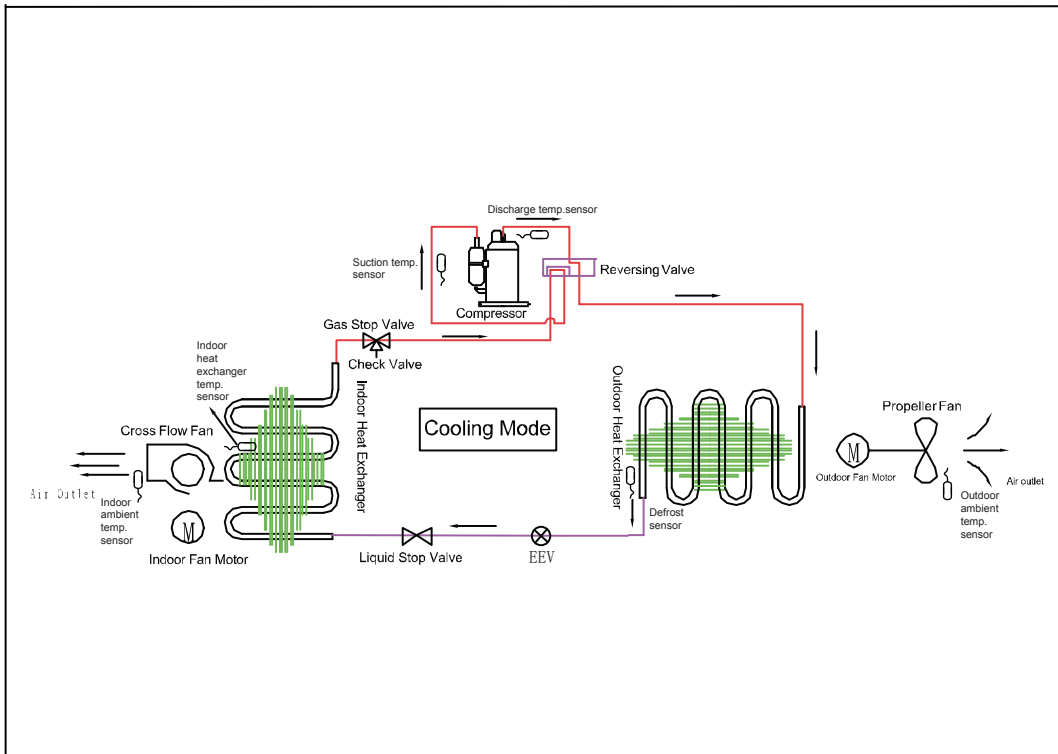 Discharge temp.sensor
Suction temp.
sensor
Reversing Valve
Compressor
Gas Stop Valve
Check Valve
Indoor
heat
exchanger
temp.
sensor
Indoor Heat Exchanger
Cooling Mode
Outdoor Heat Exchanger
Propeller Fan
Cross Flow Fan
M
Outdoor Fan Motor
Air outlet
Air Outlet
Indoor
ambient
temp.
sensor
M
Indoor Fan Motor
Defrost
sensor
Outdoor
ambient
temp.
sensor
Liquid Stop Valve
EEV